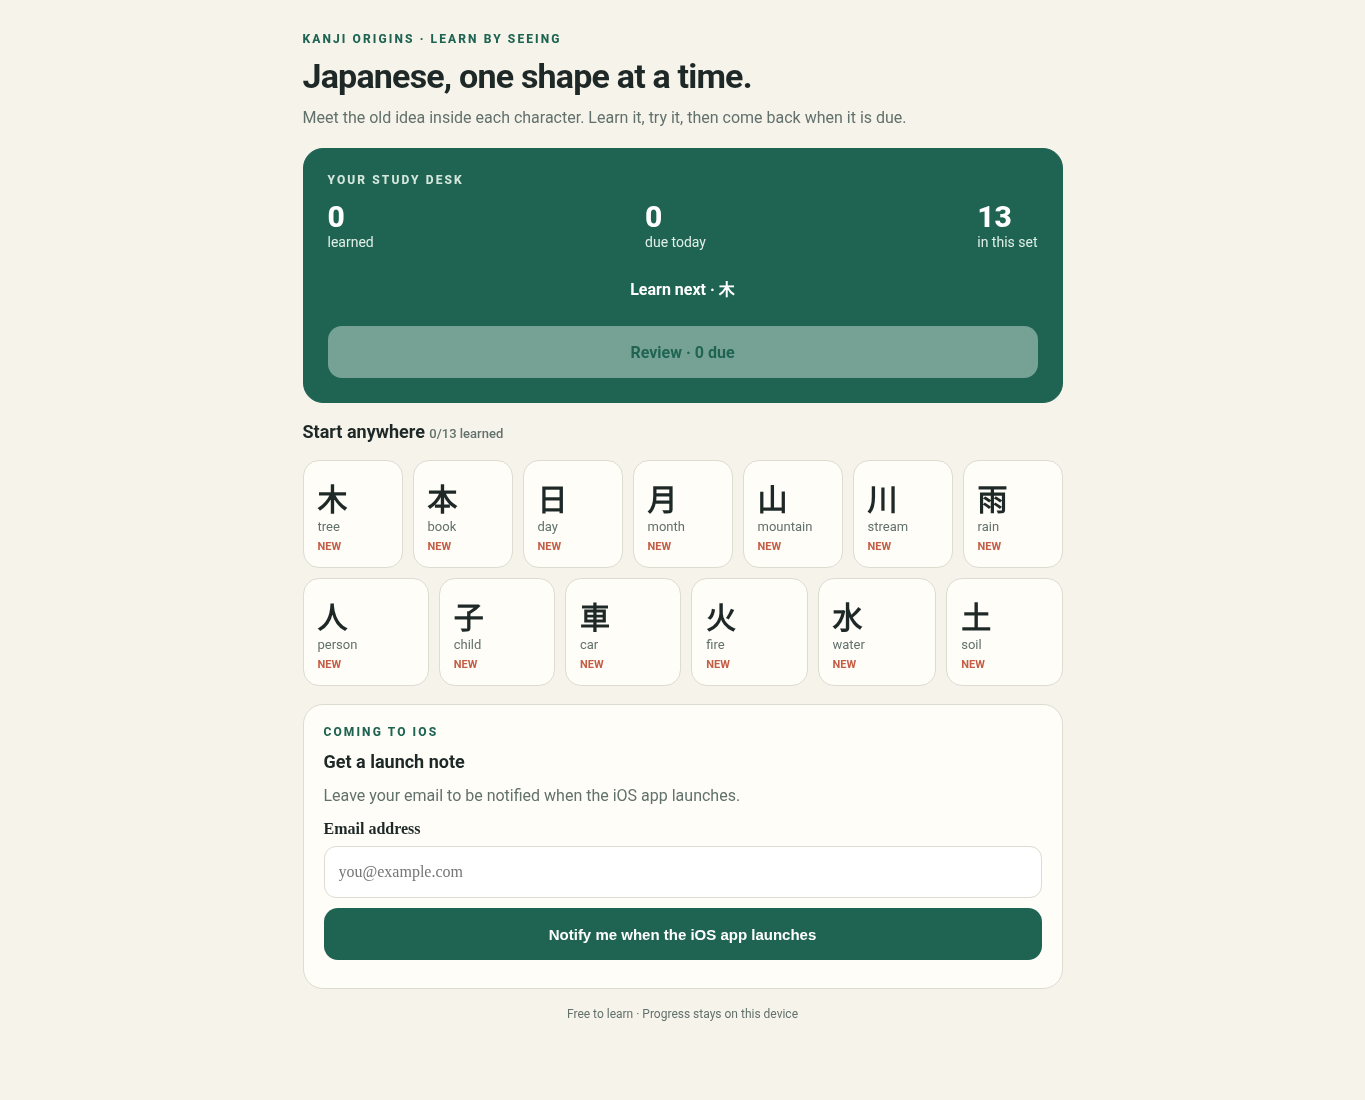 KANJI ORIGINS · LEARN BY SEEING
Japanese, one shape at a time.
Meet the old idea inside each character. Learn it, try it, then come back when it is due.
YOUR STUDY DESK
0 0 13
learned due today in this set
Learn next · 木
Review · 0 due
Start anywhere 0/13 learned
木 本 日 月 山 川 雨
tree book day month mountain stream rain
NEW NEW NEW NEW NEW NEW NEW
人 子 車 火 水 土
person child car fire water soil
NEW NEW NEW NEW NEW NEW
COMING TO IOS
Get a launch note
Leave your email to be notified when the iOS app launches.
Email address
you@example.com
Notify me when the iOS app launches
Free to learn · Progress stays on this device